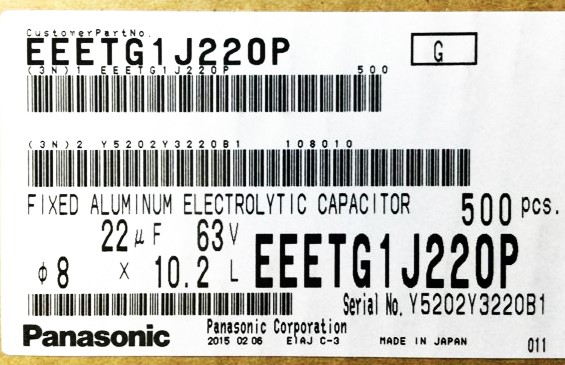 CustomerPartNo.
EEETG1J220P
G
(3N)1 EEETG1J220P 500
(3N)2 Y5202Y3220B1 108010
FIXED ALUMINUM ELECTROLYTIC CAPACITOR 500 pcs.
22μF 63V
φ8 × 10.2 L EEETG1J220P
Serial No. Y5202Y3220B1
Panasonic Panasonic Corporation
2015 02 06 EIAJ C-3 MADE IN JAPAN 011